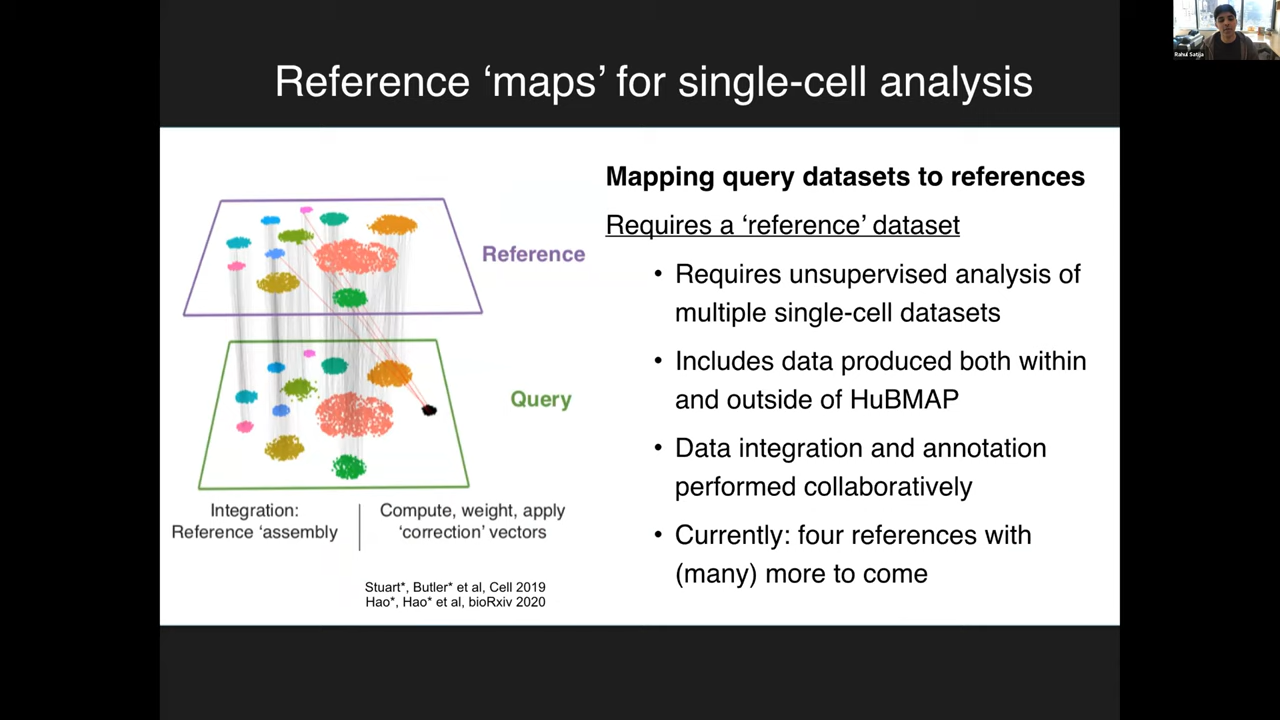 Rahul Satija
Reference ‘maps’ for single-cell analysis
Reference
Query
Integration:
Reference ‘assembly
Compute, weight, apply
‘correction’ vectors
Stuart*, Butler* et al, Cell 2019
Hao*, Hao* et al, bioRxiv 2020
Mapping query datasets to references
Requires a ‘reference’ dataset
• Requires unsupervised analysis of
multiple single-cell datasets
• Includes data produced both within
and outside of HuBMAP
• Data integration and annotation
performed collaboratively
• Currently: four references with
(many) more to come